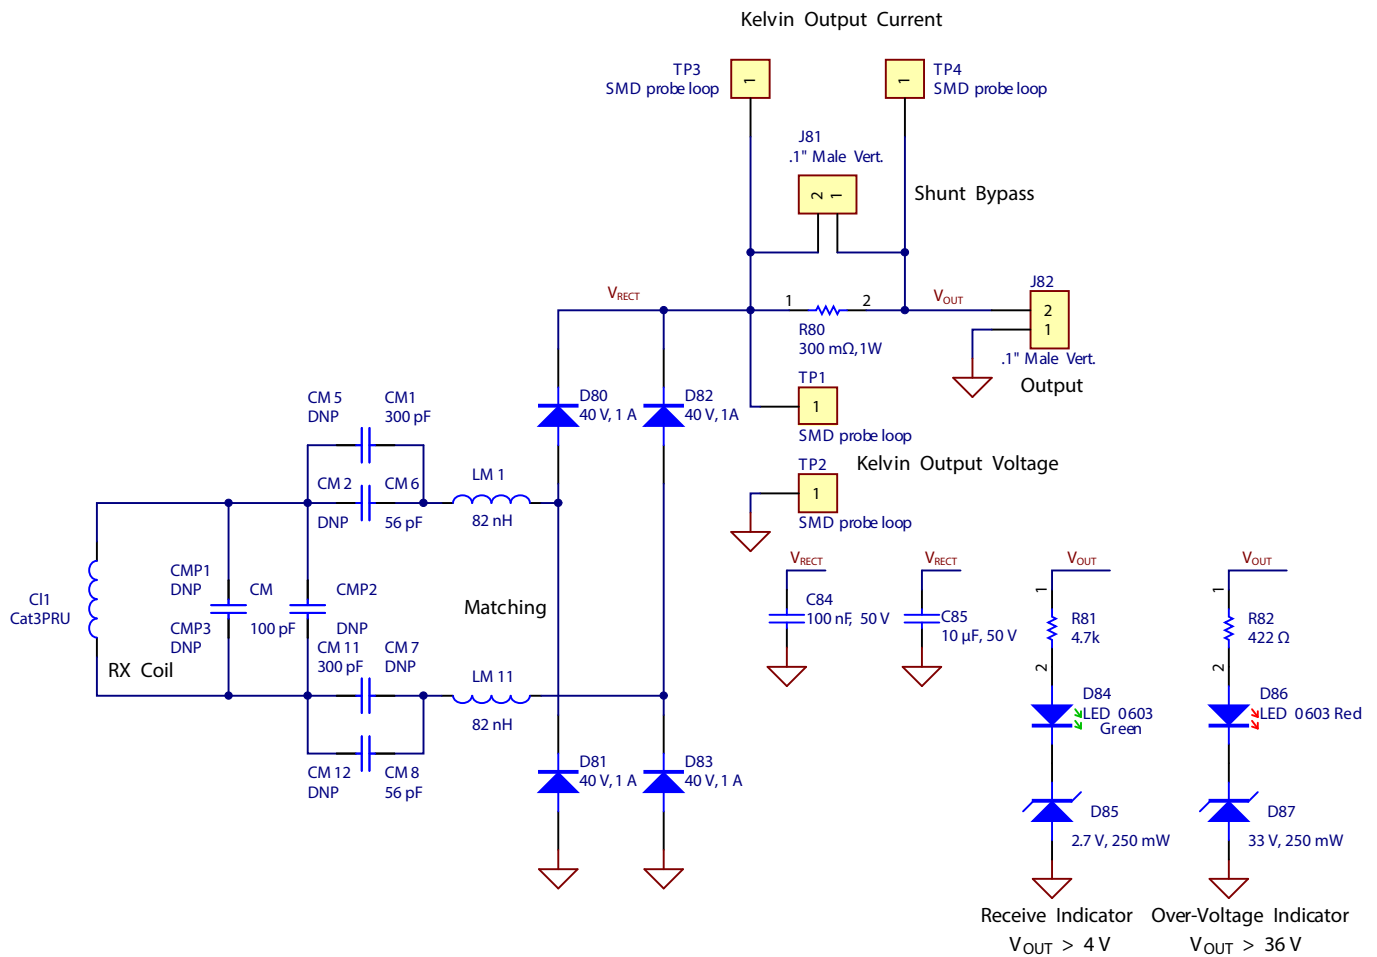 Kelvin Output Current
TP3
SMD probe loop
1
1
TP4
SMD probe loop
J81
.1" Male Vert.
2 1
Shunt Bypass
VRECT
1
2
R80
300 mΩ,1W
VOUT
J82
2
1
.1" Male Vert.
Output
TP1
1
SMD probe loop
Kelvin Output Voltage
TP2
1
SMD probe loop
D80
40 V, 1 A
D82
40 V, 1A
CM 5
DNP
CM1
300 pF
CM 2
DNP
CM 6
56 pF
LM 1
82 nH
CI1
Cat3PRU
RX Coil
CMP1
DNP
CMP3
DNP
CM
100 pF
CMP2
DNP
Matching
CM 11
300 pF
CM 7
DNP
LM 11
82 nH
CM 12
DNP
CM 8
56 pF
D81
40 V, 1 A
D83
40 V, 1 A
VRECT
C84
100 nF, 50 V
VRECT
C85
10 µF, 50 V
VOUT
1
R81
4.7k
2
D84
LED 0603
Green
D85
2.7 V, 250 mW
Receive Indicator
VOUT > 4 V
VOUT
1
R82
422 Ω
2
D86
LED 0603 Red
D87
33 V, 250 mW
Over-Voltage Indicator
VOUT > 36 V